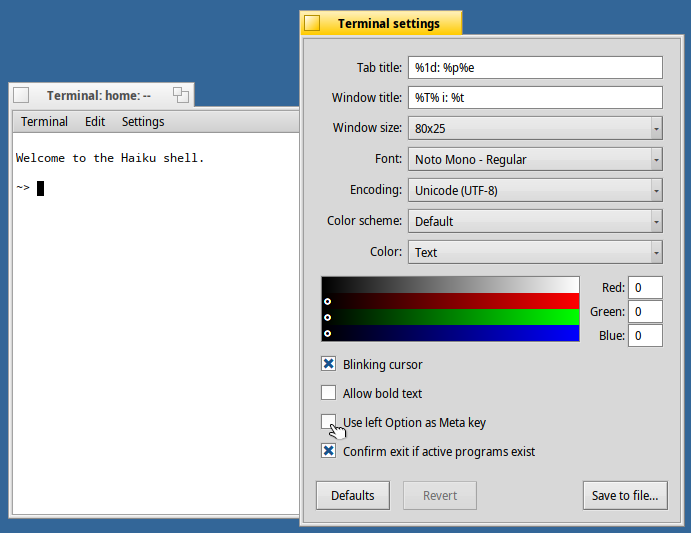 Terminal settings
Tab title: %1d: %p%e
Window title: %T% i: %t
Window size: 80x25
Font: Noto Mono - Regular
Encoding: Unicode (UTF-8)
Color scheme: Default
Color: Text
Red: 0
Green: 0
Blue: 0
Blinking cursor
Allow bold text
Use left Option as Meta key
Confirm exit if active programs exist
Defaults Revert Save to file...
Terminal: home: --
Terminal Edit Settings
Welcome to the Haiku shell.
~>